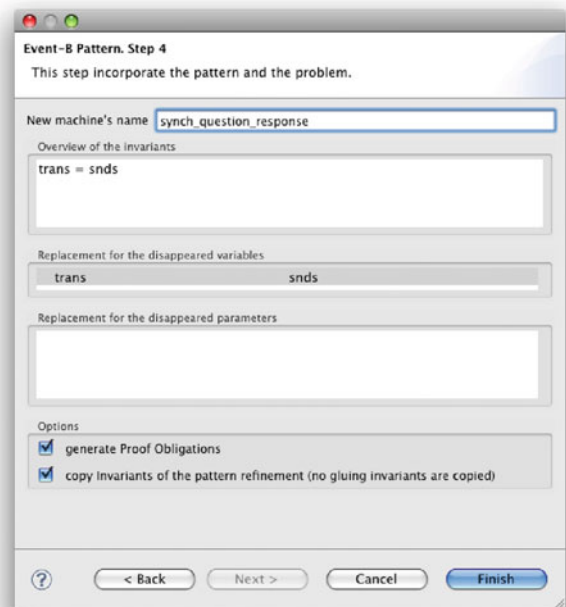 Event-B Pattern. Step 4
This step incorporate the pattern and the problem.
New machine's name synch_question_response
Overview of the invariants
trans = snds
Replacement for the disappeared variables
trans snds
Replacement for the disappeared parameters
Options
generate Proof Obligations
copy Invariants of the pattern refinement (no gluing invariants are copied)
? < Back Next > Cancel Finish